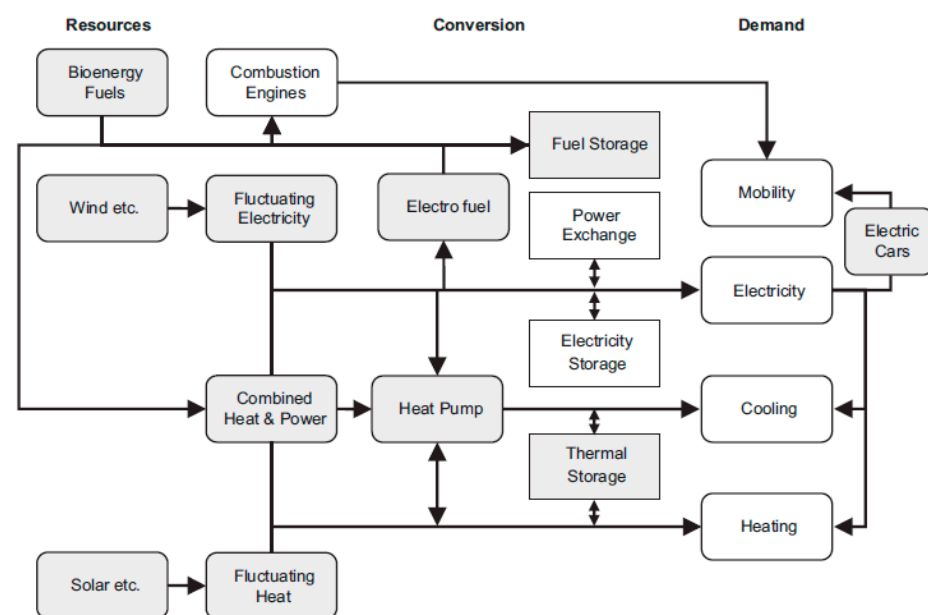 Resources
Conversion
Demand
Bioenergy
Fuels
Combustion
Engines
Fuel Storage
Mobility
Wind etc.
Fluctuating
Electricity
Electro fuel
Power
Exchange
Electric
Cars
Electricity
Electricity
Storage
Combined
Heat & Power
Heat Pump
Cooling
Thermal
Storage
Heating
Solar etc.
Fluctuating
Heat